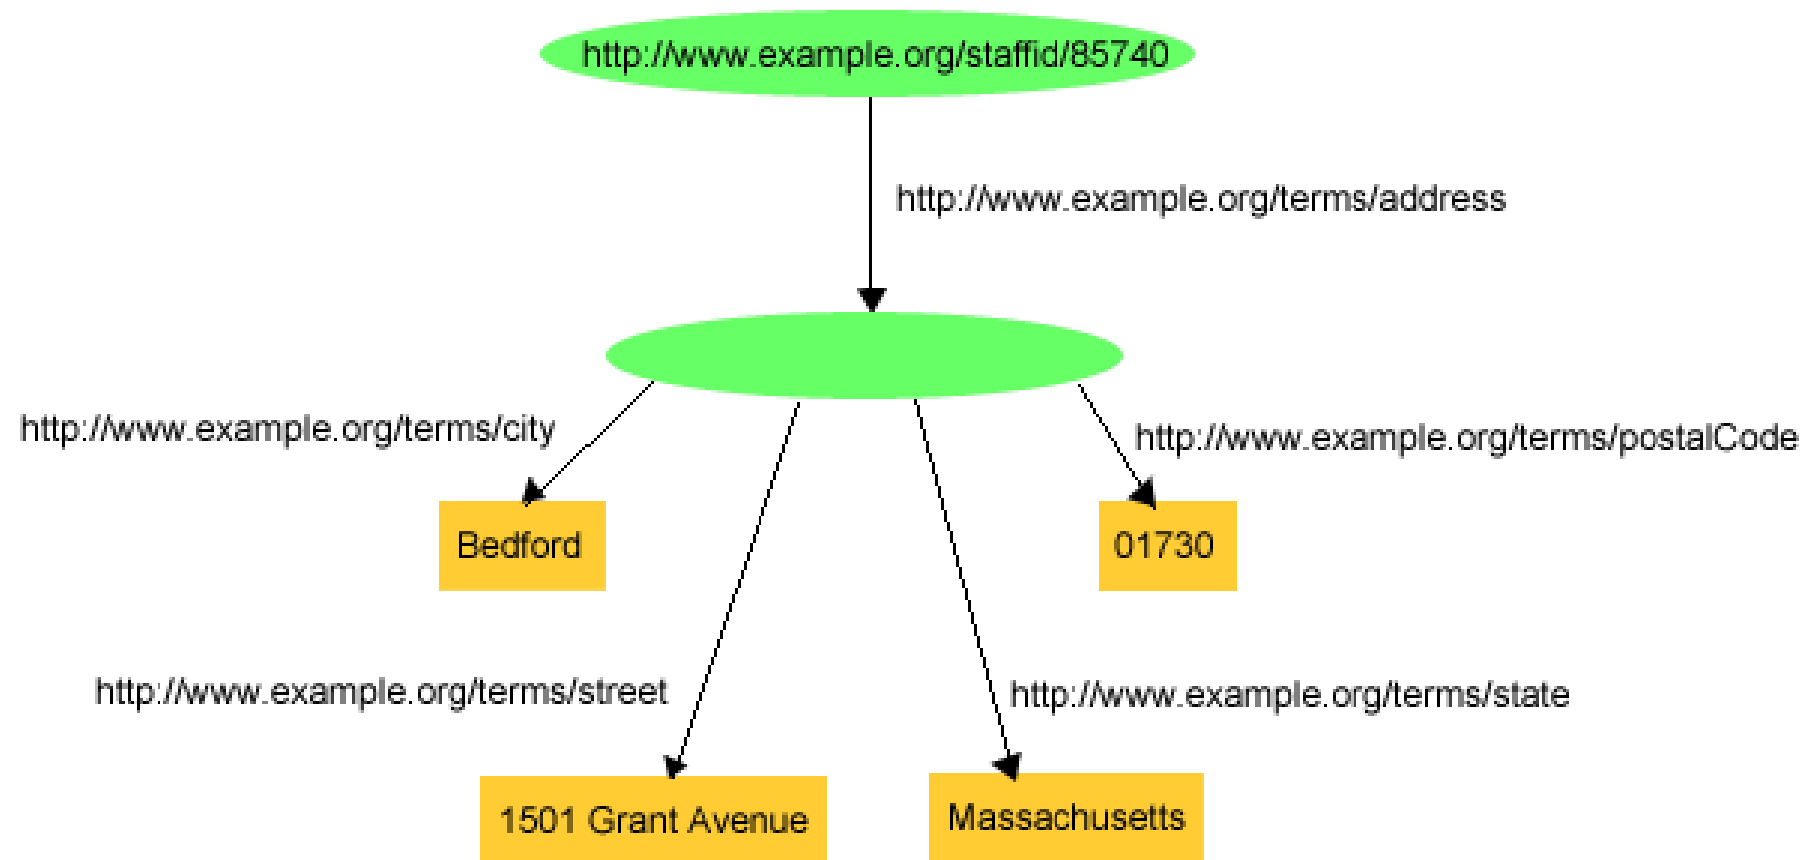 http://www.example.org/staffid/85740
http://www.example.org/terms/address
http://www.example.org/terms/city
http://www.example.org/terms/postalCode
Bedford
01730
http://www.example.org/terms/street
http://www.example.org/terms/state
1501 Grant Avenue
Massachusetts